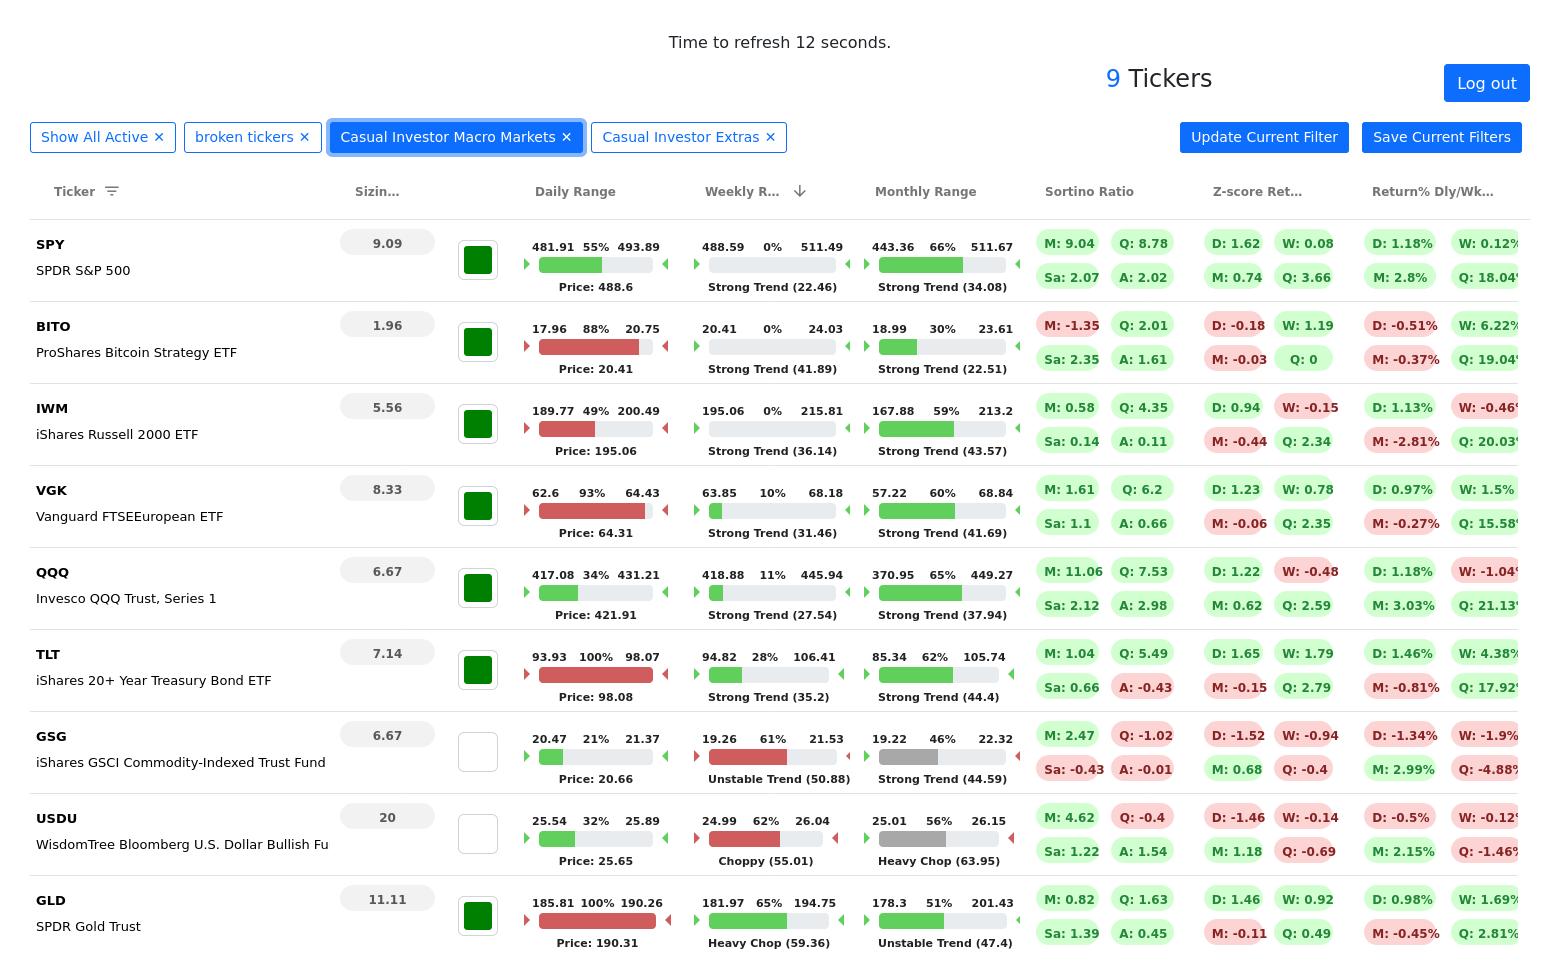 Time to refresh 12 seconds.
9 Tickers
Log out
Show All Active ✕ broken tickers ✕ Casual Investor Macro Markets ✕ Casual Investor Extras ✕ Update Current Filter Save Current Filters
Ticker Sizin... Daily Range Weekly R... Monthly Range Sortino Ratio Z-score Ret... Return% Dly/Wk...
SPY 9.09 481.91 55% 493.89 488.59 0% 511.49 443.36 66% 511.67 M: 9.04 Q: 8.78 D: 1.62 W: 0.08 D: 1.18% W: 0.12%
SPDR S&P 500 Sa: 2.07 A: 2.02 M: 0.74 Q: 3.66 M: 2.8% Q: 18.04%
Price: 488.6 Strong Trend (22.46) Strong Trend (34.08)
BITO 1.96 17.96 88% 20.75 20.41 0% 24.03 18.99 30% 23.61 M: -1.35 Q: 2.01 D: -0.18 W: 1.19 D: -0.51% W: 6.22%
ProShares Bitcoin Strategy ETF Sa: 2.35 A: 1.61 M: -0.03 Q: 0 M: -0.37% Q: 19.04%
Price: 20.41 Strong Trend (41.89) Strong Trend (22.51)
IWM 5.56 189.77 49% 200.49 195.06 0% 215.81 167.88 59% 213.2 M: 0.58 Q: 4.35 D: 0.94 W: -0.15 D: 1.13% W: -0.46%
iShares Russell 2000 ETF Sa: 0.14 A: 0.11 M: -0.44 Q: 2.34 M: -2.81% Q: 20.03%
Price: 195.06 Strong Trend (36.14) Strong Trend (43.57)
VGK 8.33 62.6 93% 64.43 63.85 10% 68.18 57.22 60% 68.84 M: 1.61 Q: 6.2 D: 1.23 W: 0.78 D: 0.97% W: 1.5%
Vanguard FTSEEuropean ETF Sa: 1.1 A: 0.66 M: -0.06 Q: 2.35 M: -0.27% Q: 15.58%
Price: 64.31 Strong Trend (31.46) Strong Trend (41.69)
QQQ 6.67 417.08 34% 431.21 418.88 11% 445.94 370.95 65% 449.27 M: 11.06 Q: 7.53 D: 1.22 W: -0.48 D: 1.18% W: -1.04%
Invesco QQQ Trust, Series 1 Sa: 2.12 A: 2.98 M: 0.62 Q: 2.59 M: 3.03% Q: 21.13%
Price: 421.91 Strong Trend (27.54) Strong Trend (37.94)
TLT 7.14 93.93 100% 98.07 94.82 28% 106.41 85.34 62% 105.74 M: 1.04 Q: 5.49 D: 1.65 W: 1.79 D: 1.46% W: 4.38%
iShares 20+ Year Treasury Bond ETF Sa: 0.66 A: -0.43 M: -0.15 Q: 2.79 M: -0.81% Q: 17.92%
Price: 98.08 Strong Trend (35.2) Strong Trend (44.4)
GSG 6.67 20.47 21% 21.37 19.26 61% 21.53 19.22 46% 22.32 M: 2.47 Q: -1.02 D: -1.52 W: -0.94 D: -1.34% W: -1.9%
iShares GSCI Commodity-Indexed Trust Fund Sa: -0.43 A: -0.01 M: 0.68 Q: -0.4 M: 2.99% Q: -4.88%
Price: 20.66 Unstable Trend (50.88) Strong Trend (44.59)
USDU 20 25.54 32% 25.89 24.99 62% 26.04 25.01 56% 26.15 M: 4.62 Q: -0.4 D: -1.46 W: -0.14 D: -0.5% W: -0.12%
WisdomTree Bloomberg U.S. Dollar Bullish Fu Sa: 1.22 A: 1.54 M: 1.18 Q: -0.69 M: 2.15% Q: -1.46%
Price: 25.65 Choppy (55.01) Heavy Chop (63.95)
GLD 11.11 185.81 100% 190.26 181.97 65% 194.75 178.3 51% 201.43 M: 0.82 Q: 1.63 D: 1.46 W: 0.92 D: 0.98% W: 1.69%
SPDR Gold Trust Sa: 1.39 A: 0.45 M: -0.11 Q: 0.49 M: -0.45% Q: 2.81%
Price: 190.31 Heavy Chop (59.36) Unstable Trend (47.4)